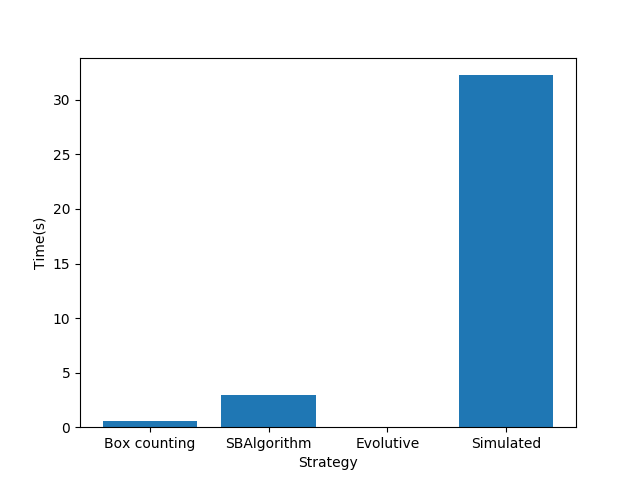 30
25
20
15
10
5
0
Time(s)
Box counting
SBAlgorithm
Evolutive
Simulated
Strategy